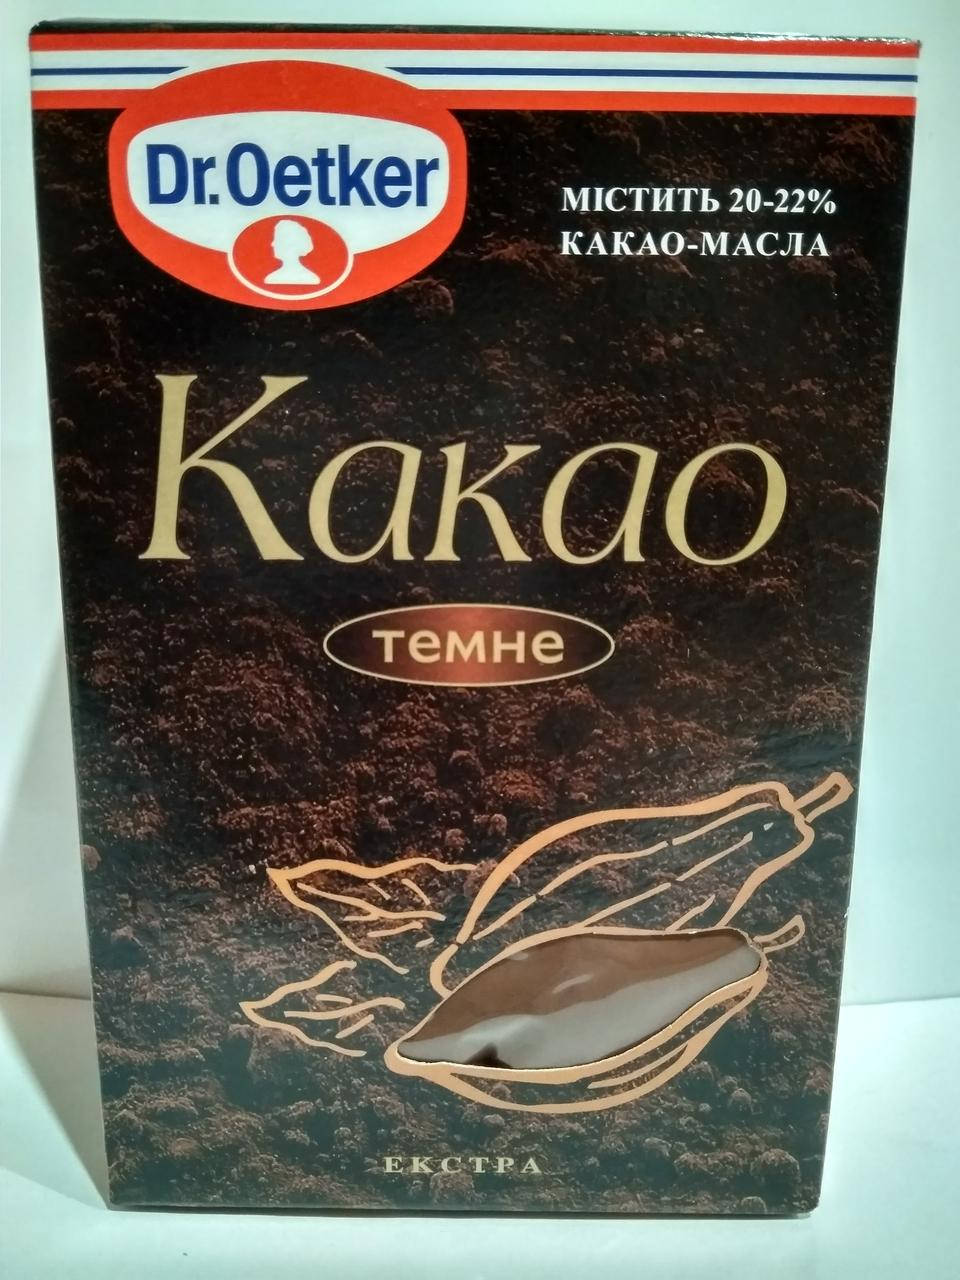 Dr.Oetker
МІСТИТЬ 20-22%
КАКАО-МАСЛА
Какао
темне
ЕКСТРА